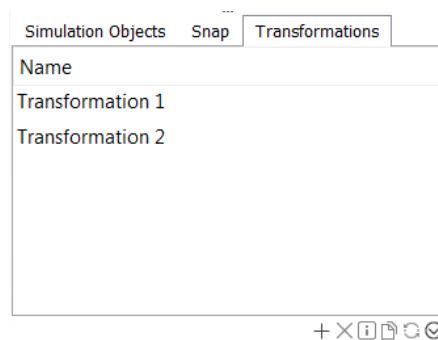 Simulation Objects Snap Transformations
Name
Transformation 1
Transformation 2